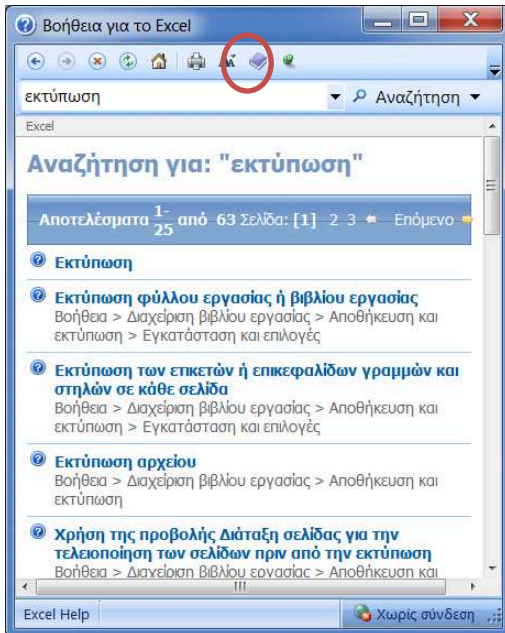 Βοήθεια για το Excel
εκτύπωση
Αναζήτηση
Excel
Αναζήτηση για: "εκτύπωση"
Αποτελέσματα 1-25 από 63 Σελίδα: [1] 2 3 Επόμενο
Εκτύπωση
Εκτύπωση φύλλου εργασίας ή βιβλίου εργασίας
Βοήθεια > Διαχείριση βιβλίου εργασίας > Αποθήκευση και
εκτύπωση > Εγκατάσταση και επιλογές
Εκτύπωση των ετικετών ή επικεφαλίδων γραμμών και
στηλών σε κάθε σελίδα
Βοήθεια > Διαχείριση βιβλίου εργασίας > Αποθήκευση και
εκτύπωση > Εγκατάσταση και επιλογές
Εκτύπωση αρχείου
Βοήθεια > Διαχείριση βιβλίου εργασίας > Αποθήκευση και
εκτύπωση
Χρήση της προβολής Διάταξη σελίδας για την
τελειοποίηση των σελίδων πριν από την εκτύπωση
Βοήθεια > Διαχείριση βιβλίου εργασίας > Αποθήκευση και
Excel Help
Χωρίς σύνδεση